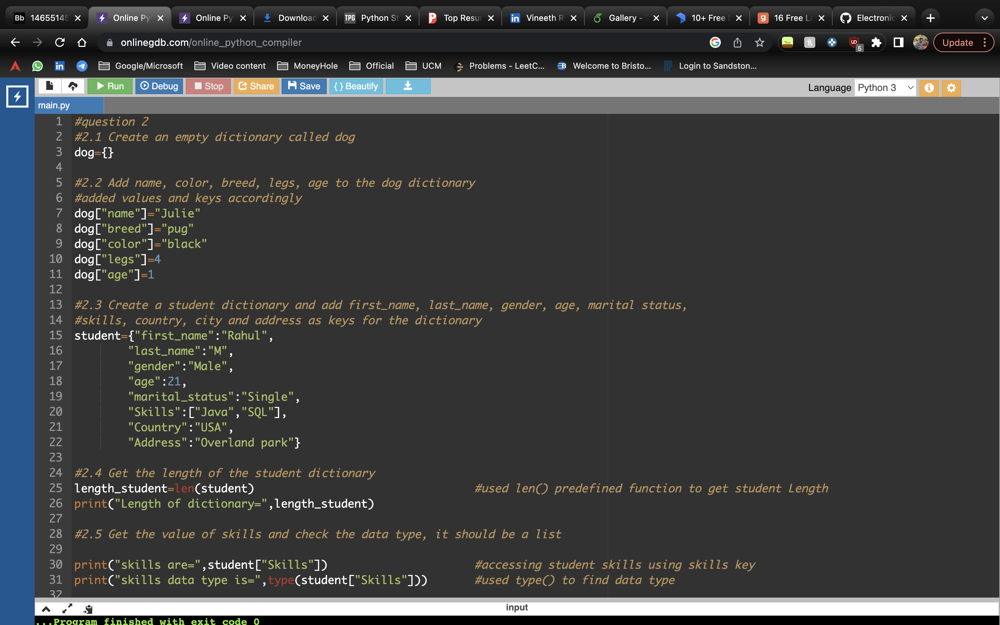 Bb 14655145
Online Py
Online Py
Download
TPG Python St
Top Resur
in Vineeth R
Gallery -
10+ Free
g 16 Free La
Electronic
onlinegdb.com/online_python_compiler
5
Update
in
Google/Microsoft
Video content
MoneyHole
Official
UCM
Problems - LeetC...
Welcome to Bristo...
Login to Sandston...
Run
Debug
Stop
Share
Save
{ } Beautify
Language Python 3
main.py
1 #question 2
2 #2.1 Create an empty dictionary called dog
3 dog={}
4
5 #2.2 Add name, color, breed, legs, age to the dog dictionary
6 #added values and keys accordingly
7 dog["name"]="Julie"
8 dog["breed"]="pug"
9 dog["color"]="black"
10 dog["legs"]=4
11 dog["age"]=1
12
13 #2.3 Create a student dictionary and add first_name, last_name, gender, age, marital status,
14 #skills, country, city and address as keys for the dictionary
15 student={"first_name":"Rahul",
16 "last_name":"M",
17 "gender":"Male",
18 "age":21,
19 "marital_status":"Single",
20 "Skills":["Java","SQL"],
21 "Country":"USA",
22 "Address":"Overland park"}
23
24 #2.4 Get the length of the student dictionary
25 length_student=len(student) #used len() predefined function to get student Length
26 print("Length of dictionary=",length_student)
27
28 #2.5 Get the value of skills and check the data type, it should be a list
29
30 print("skills are=",student["Skills"]) #accessing student skills using skills key
31 print("skills data type is=",type(student["Skills"])) #used type() to find data type
32
input
...Program finished with exit code 0